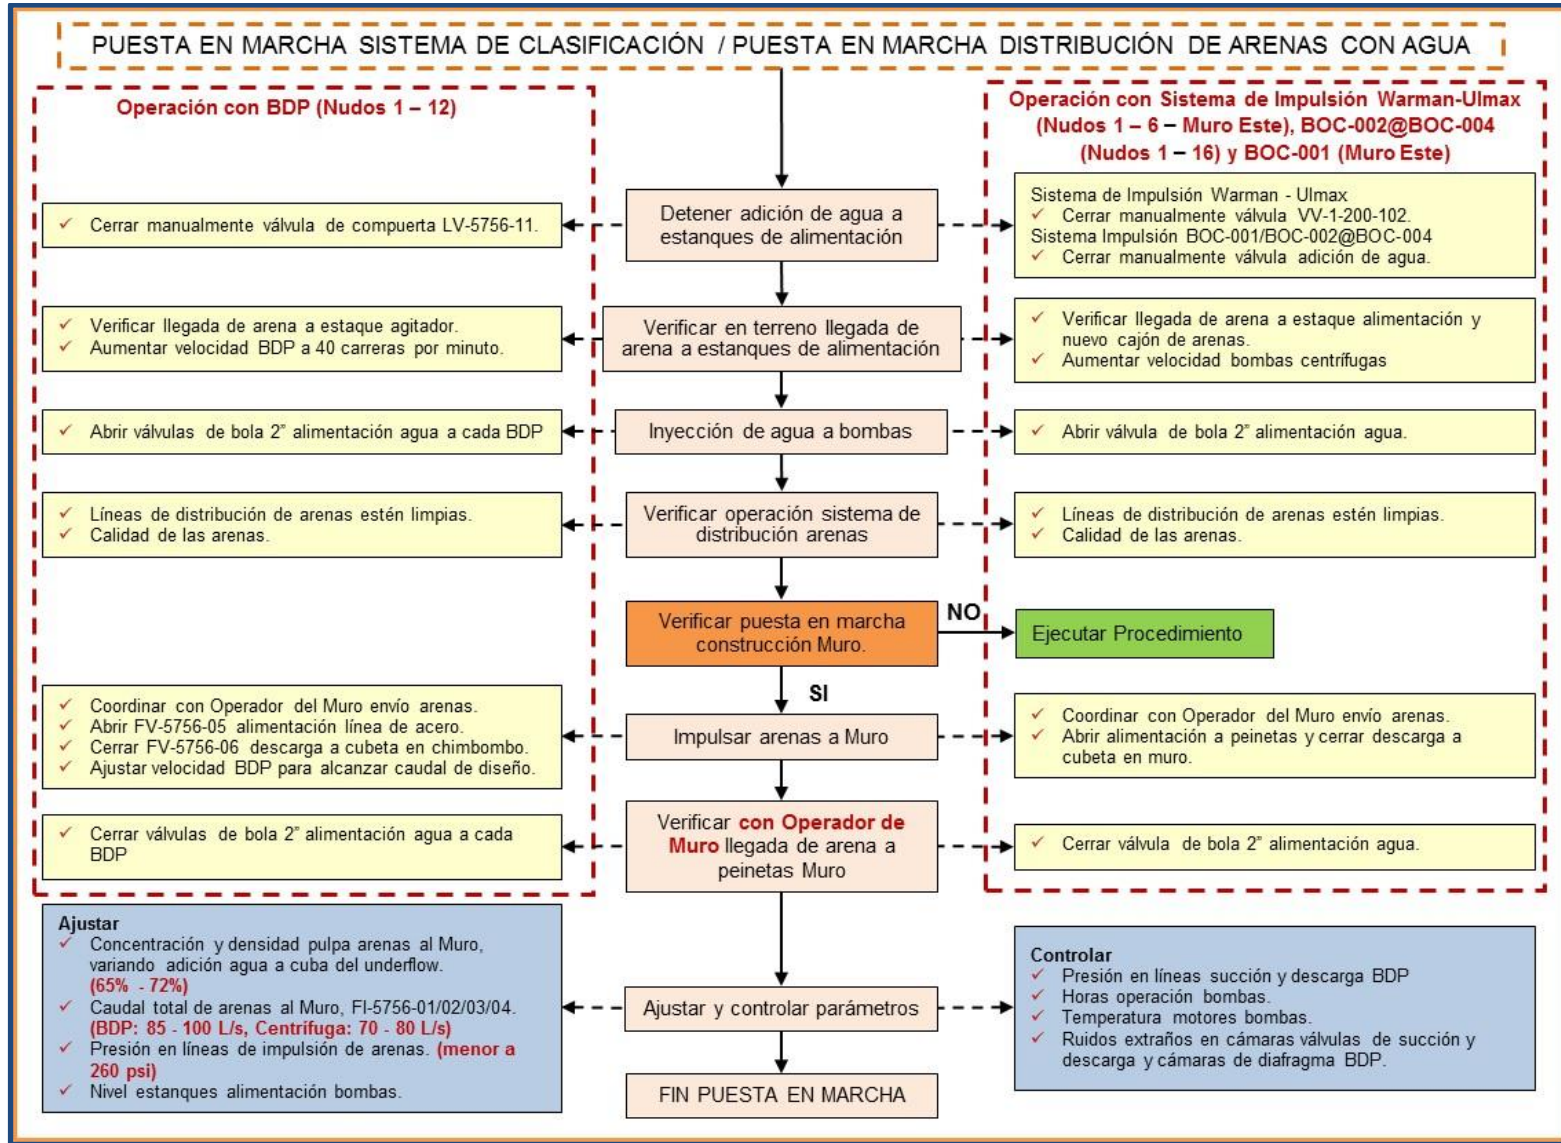 PUESTA EN MARCHA SISTEMA DE CLASIFICACIÓN / PUESTA EN MARCHA DISTRIBUCIÓN DE ARENAS CON AGUA
Operación con BDP (Nudos 1 – 12)
Operación con Sistema de Impulsión Warman-Ulmax
(Nudos 1 – 6 – Muro Este), BOC-002@BOC-004
(Nudos 1 – 16) y BOC-001 (Muro Este)
✓ Cerrar manualmente válvula de compuerta LV-5756-11.
Detener adición de agua a
estanques de alimentación
Sistema de Impulsión Warman - Ulmax
✓ Cerrar manualmente válvula VV-1-200-102.
Sistema Impulsión BOC-001/BOC-002@BOC-004
✓ Cerrar manualmente válvula adición de agua.
✓ Verificar llegada de arena a estaque agitador.
✓ Aumentar velocidad BDP a 40 carreras por minuto.
Verificar en terreno llegada de
arena a estanques de alimentación
✓ Verificar llegada de arena a estaque alimentación y
nuevo cajón de arenas.
✓ Aumentar velocidad bombas centrífugas
✓ Abrir válvulas de bola 2" alimentación agua a cada BDP
Inyección de agua a bombas
✓ Abrir válvula de bola 2" alimentación agua.
✓ Líneas de distribución de arenas estén limpias.
✓ Calidad de las arenas.
Verificar operación sistema de
distribución arenas
✓ Líneas de distribución de arenas estén limpias.
✓ Calidad de las arenas.
Verificar puesta en marcha
construcción Muro.
NO
Ejecutar Procedimiento
SI
✓ Coordinar con Operador del Muro envío arenas.
✓ Abrir FV-5756-05 alimentación línea de acero.
✓ Cerrar FV-5756-06 descarga a cubeta en chimbombo.
✓ Ajustar velocidad BDP para alcanzar caudal de diseño.
Impulsar arenas a Muro
✓ Coordinar con Operador del Muro envío arenas.
✓ Abrir alimentación a peinetas y cerrar descarga a
cubeta en muro.
✓ Cerrar válvulas de bola 2" alimentación agua a cada
BDP
Verificar con Operador de
Muro llegada de arena a
peinetas Muro
✓ Cerrar válvula de bola 2" alimentación agua.
Ajustar
✓ Concentración y densidad pulpa arenas al Muro,
variando adición agua a cuba del underflow.
(65% - 72%)
✓ Caudal total de arenas al Muro, FI-5756-01/02/03/04.
(BDP: 85 - 100 L/s, Centrifuga: 70 - 80 L/s)
✓ Presión en líneas de impulsión de arenas. (menor a
260 psi)
✓ Nivel estanques alimentación bombas.
Ajustar y controlar parámetros
Controlar
✓ Presión en líneas succión y descarga BDP
✓ Horas operación bombas.
✓ Temperatura motores bombas.
✓ Ruidos extraños en cámaras válvulas de succión y
descarga y cámaras de diafragma BDP.
FIN PUESTA EN MARCHA